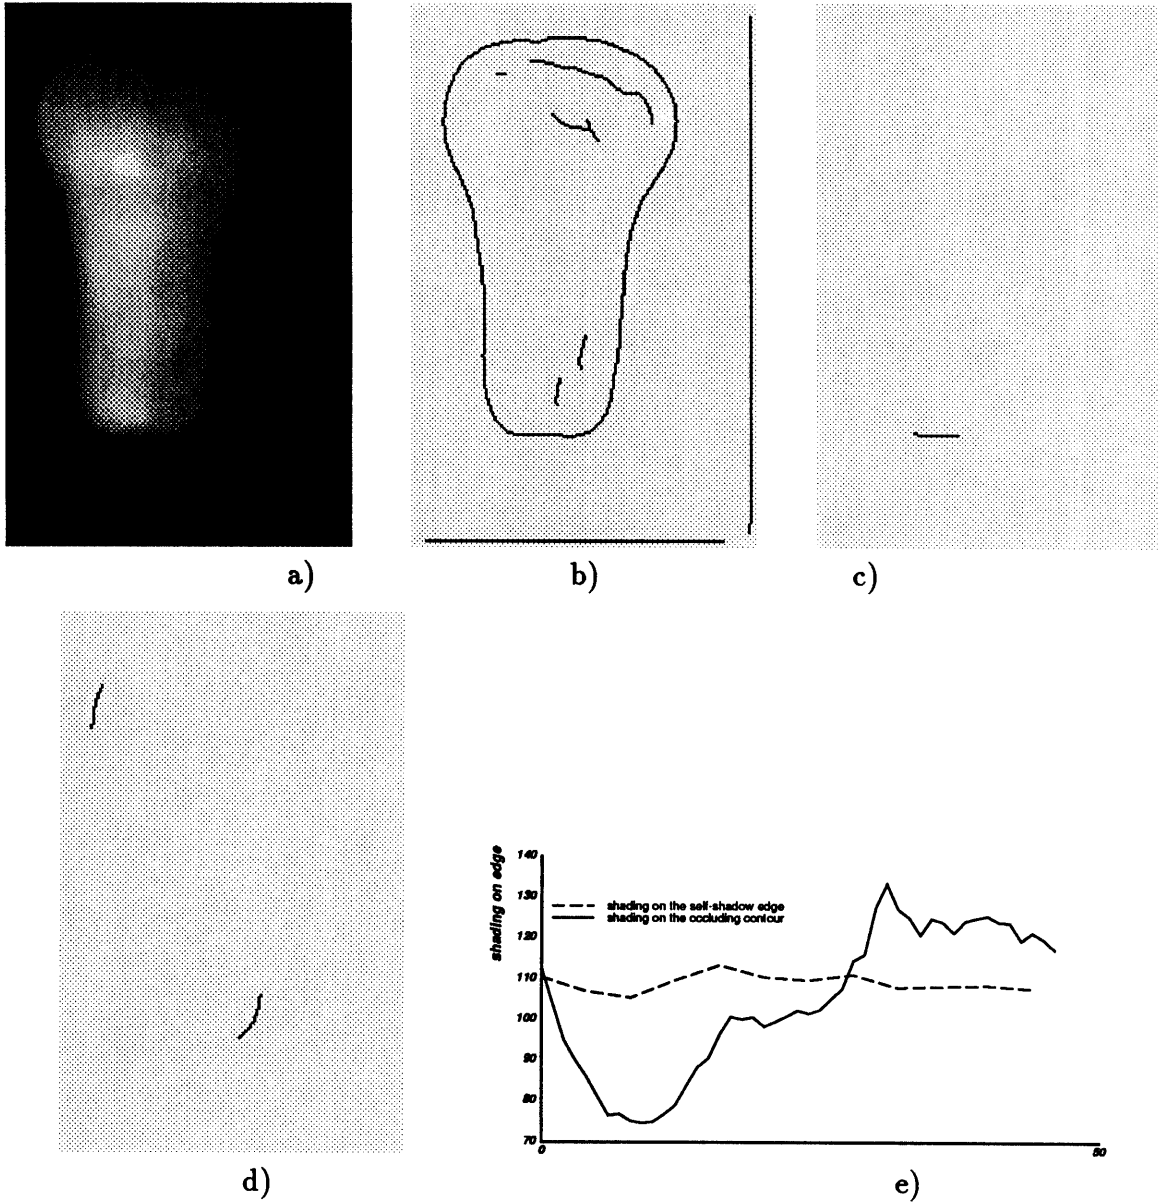 a)
b)
c)
d)
shading on edge
140
130
120
110
100
90
80
70
0
50
shading on the self-shadow edge
shading on the occluding contour
e)